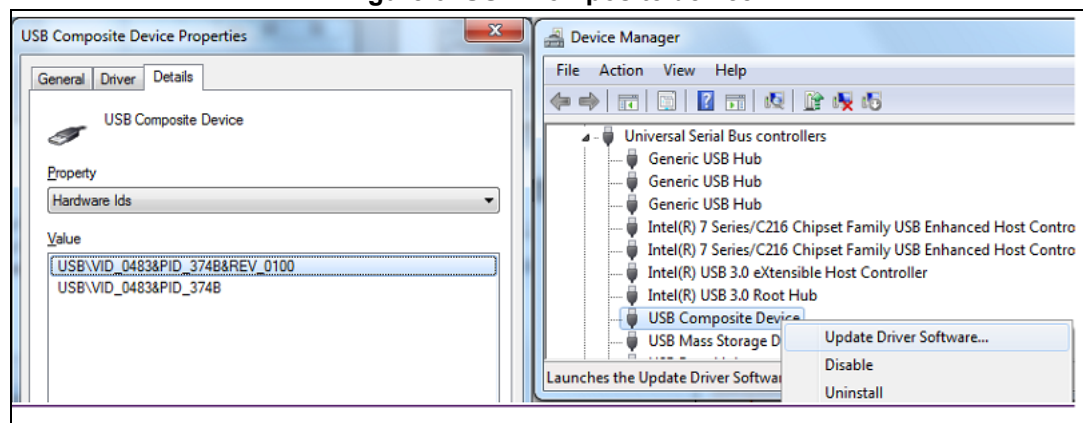 USB Composite Device Properties
General Driver Details
USB Composite Device
Property
Hardware Ids
Value
USB\VID_0483&PID_374B&REV_0100
USB\VID_0483&PID_374B
Device Manager
File Action View Help
Universal Serial Bus controllers
Generic USB Hub
Generic USB Hub
Generic USB Hub
Intel(R) 7 Series/C216 Chipset Family USB Enhanced Host Contro
Intel(R) 7 Series/C216 Chipset Family USB Enhanced Host Contro
Intel(R) USB 3.0 eXtensible Host Controller
Intel(R) USB 3.0 Root Hub
USB Composite Device
USB Mass Storage D
Update Driver Software...
Disable
Uninstall
Launches the Update Driver Softwa